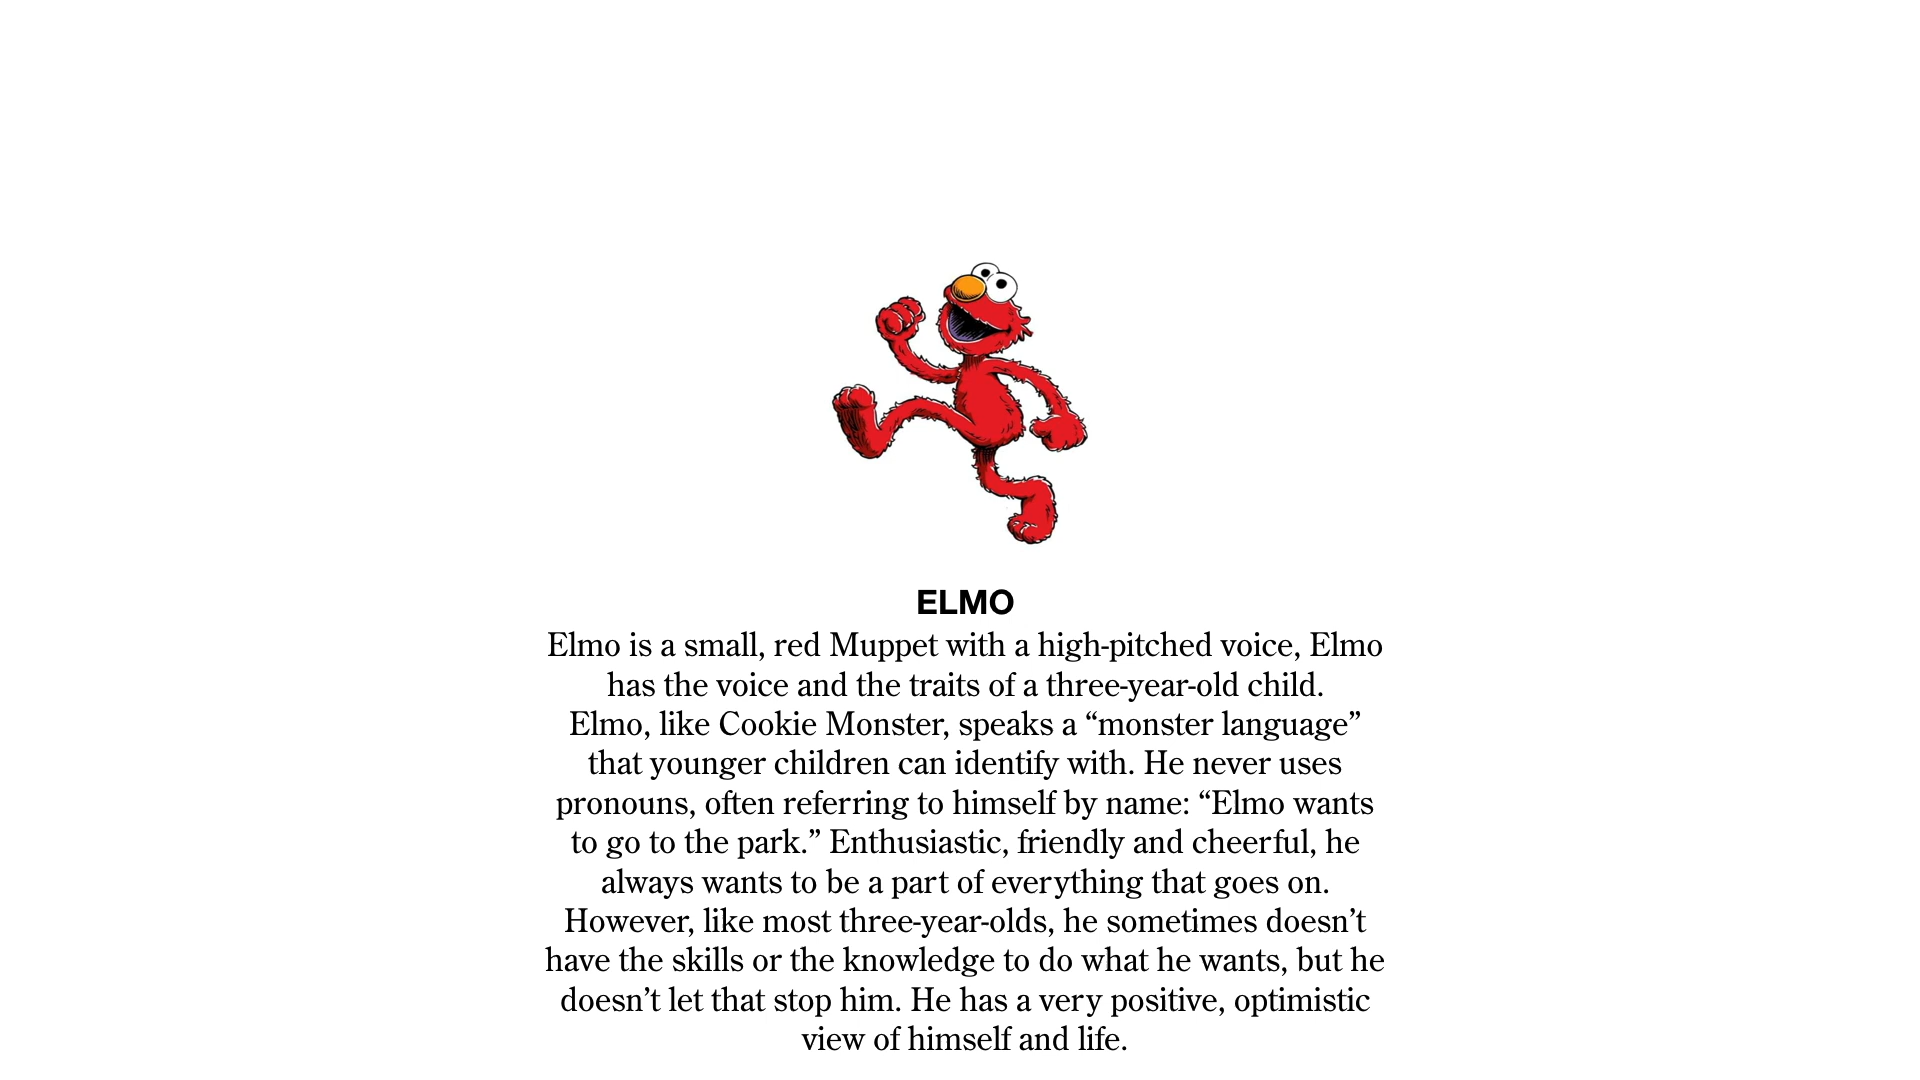 ELMO
Elmo is a small, red Muppet with a high-pitched voice, Elmo
has the voice and the traits of a three-year-old child.
Elmo, like Cookie Monster, speaks a “monster language”
that younger children can identify with. He never uses
pronouns, often referring to himself by name: “Elmo wants
to go to the park.” Enthusiastic, friendly and cheerful, he
always wants to be a part of everything that goes on.
However, like most three-year-olds, he sometimes doesn’t
have the skills or the knowledge to do what he wants, but he
doesn’t let that stop him. He has a very positive, optimistic
view of himself and life.